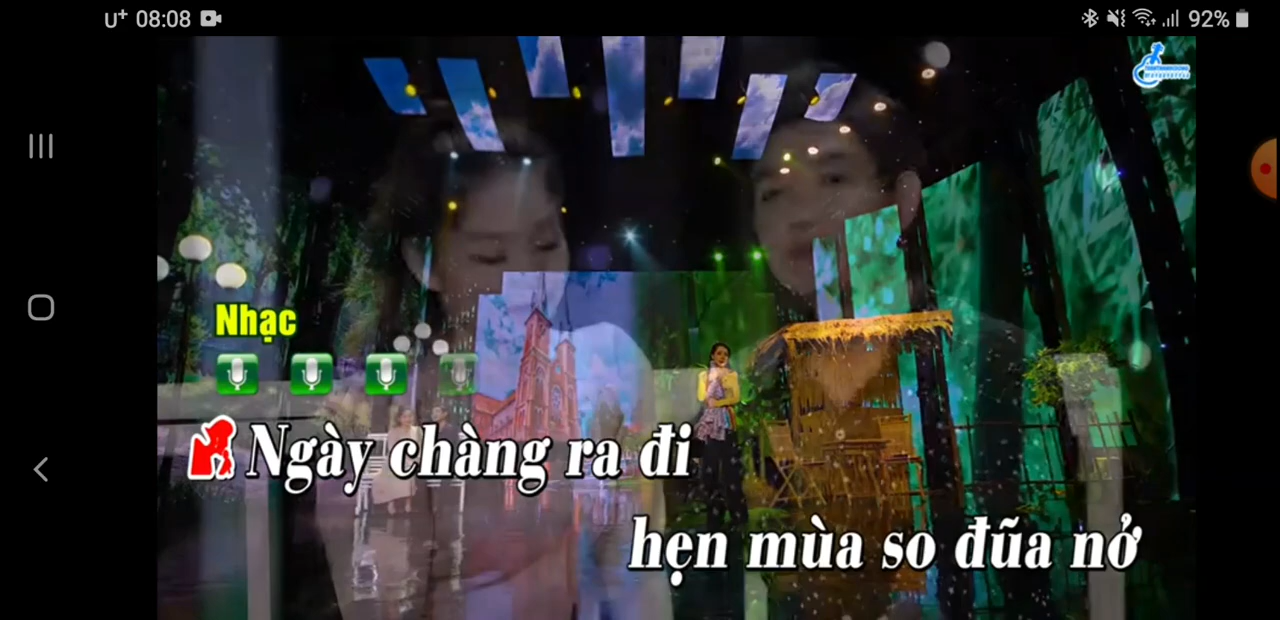 U⁺ 08:08 92%
Nhạc
Ngày chàng ra đi
hẹn mùa so đũa nở